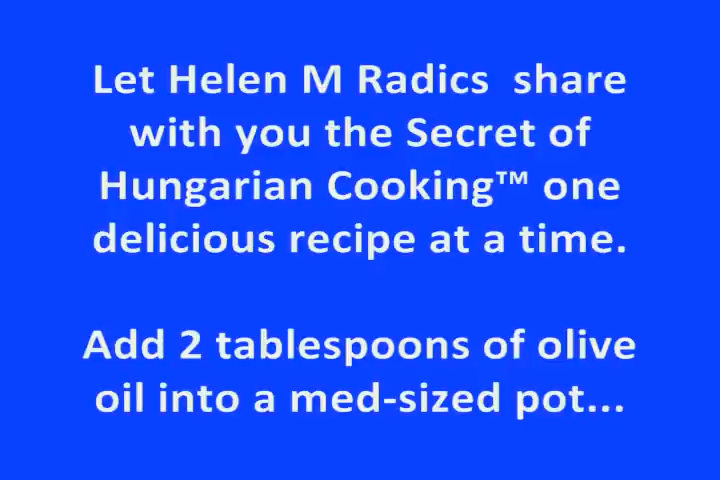 Let Helen M Radics  share
with you the Secret of
Hungarian Cooking™ one
delicious recipe at a time.
Add 2 tablespoons of olive
oil into a med-sized pot...